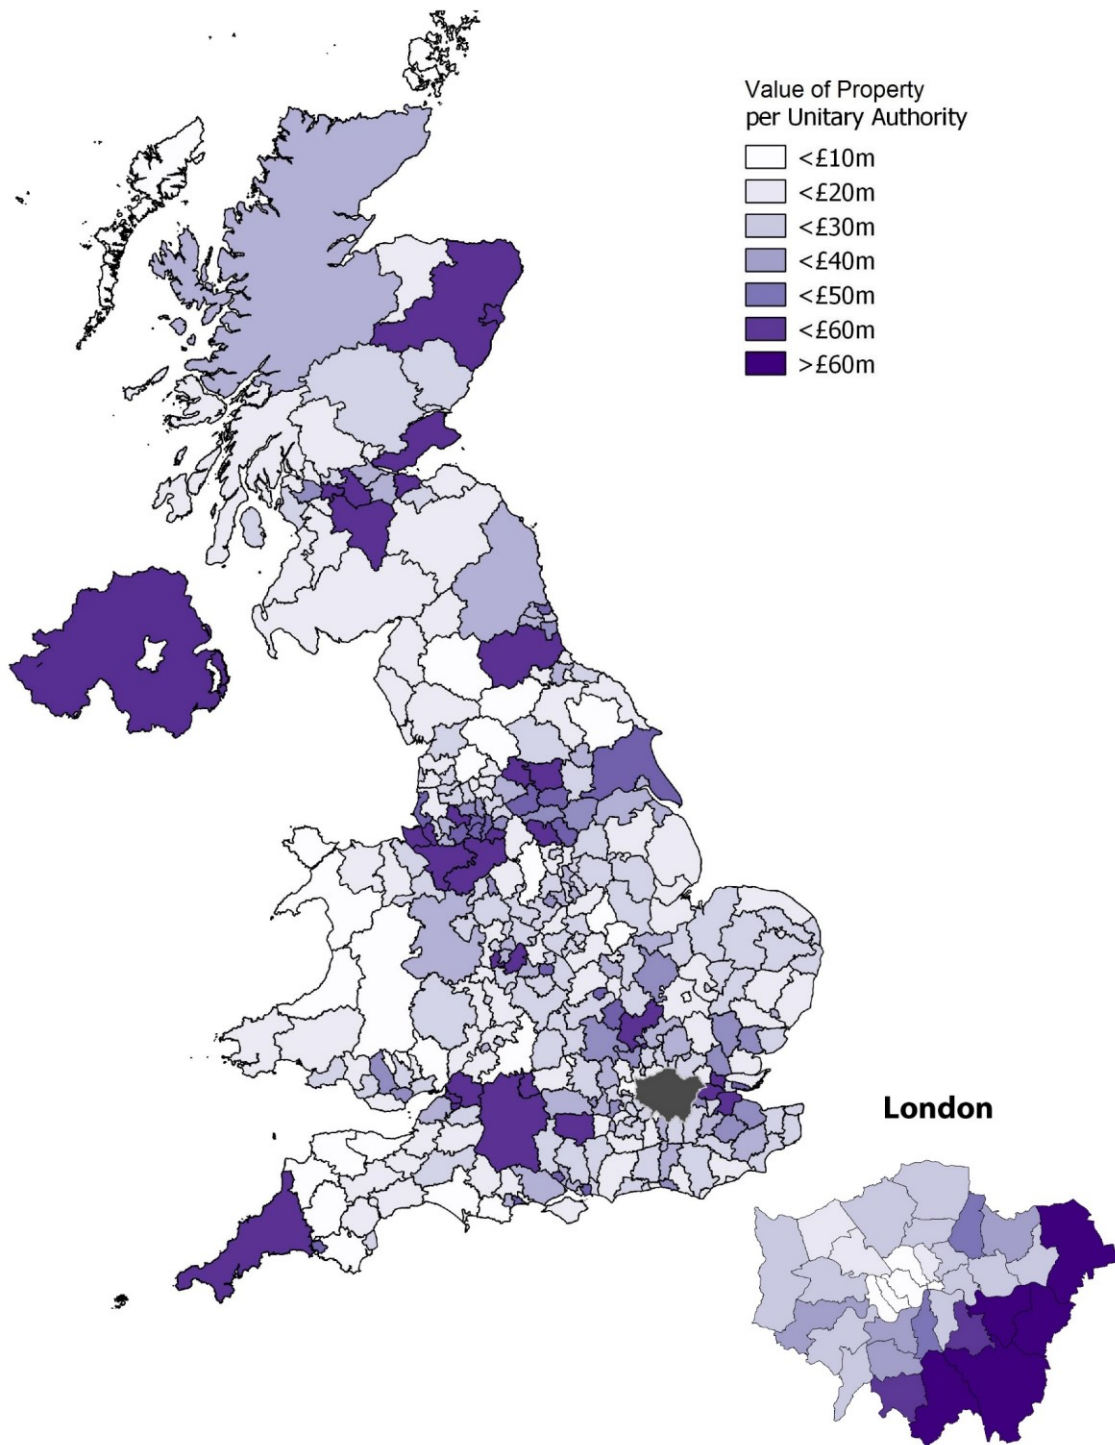 Value of Property
per Unitary Authority
<£10m
<£20m
<£30m
<£40m
<£50m
<£60m
>£60m
London